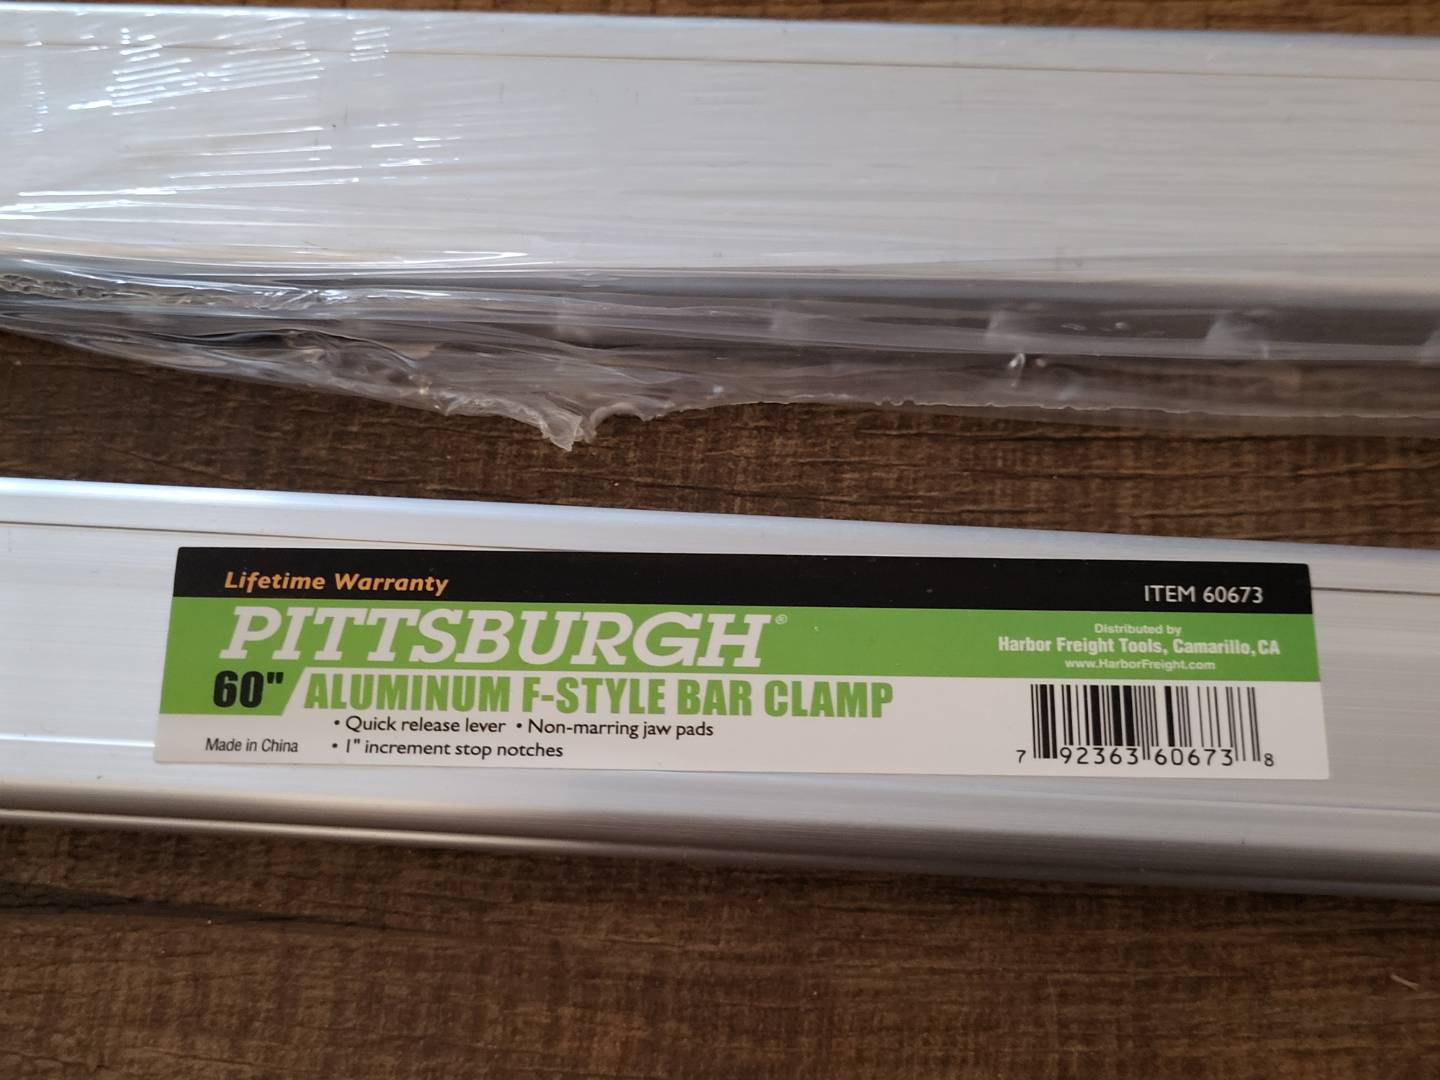 Lifetime Warranty
ITEM 60673
PITTSBURGH®
60" ALUMINUM F-STYLE BAR CLAMP
• Quick release lever • Non-marring jaw pads
Made in China • 1" increment stop notches
Distributed by
Harbor Freight Tools, Camarillo, CA
www.HarborFreight.com
7 92363 60673 8